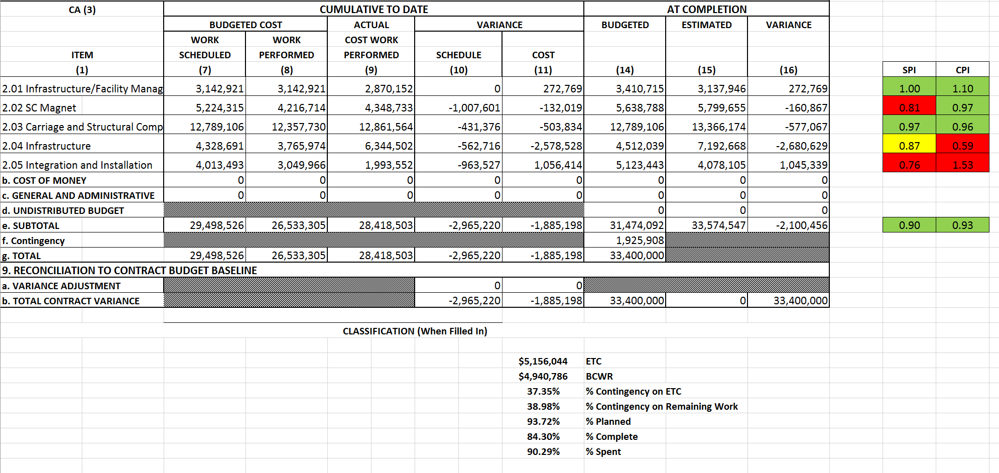 CA (3) CUMULATIVE TO DATE AT COMPLETION
BUDGETED COST ACTUAL VARIANCE BUDGETED ESTIMATED VARIANCE
WORK WORK COST WORK
ITEM SCHEDULED PERFORMED PERFORMED SCHEDULE COST
(1) (7) (8) (9) (10) (11) (14) (15) (16) SPI CPI
2.01 Infrastructure/Facility Manag 3,142,921 3,142,921 2,870,152 0 272,769 3,410,715 3,137,946 272,769 1.00 1.10
2.02 SC Magnet 5,224,315 4,216,714 4,348,733 -1,007,601 -132,019 5,638,788 5,799,655 -160,867 0.81 0.97
2.03 Carriage and Structural Comp 12,789,106 12,357,730 12,861,564 -431,376 -503,834 12,789,106 13,366,174 -577,067 0.97 0.96
2.04 Infrastructure 4,328,691 3,765,974 6,344,502 -562,716 -2,578,528 4,512,039 7,192,668 -2,680,629 0.87 0.59
2.05 Integration and Installation 4,013,493 3,049,966 1,993,552 -963,527 1,056,414 5,123,443 4,078,105 1,045,339 0.76 1.53
b. COST OF MONEY 0 0 0 0 0 0 0 0
c. GENERAL AND ADMINISTRATIVE 0 0 0 0 0 0 0 0
d. UNDISTRIBUTED BUDGET 0 0 0
e. SUBTOTAL 29,498,526 26,533,305 28,418,503 -2,965,220 -1,885,198 31,474,092 33,574,547 -2,100,456 0.90 0.93
f. Contingency 1,925,908
g. TOTAL 29,498,526 26,533,305 28,418,503 -2,965,220 -1,885,198 33,400,000
9. RECONCILIATION TO CONTRACT BUDGET BASELINE
a. VARIANCE ADJUSTMENT 0 0
b. TOTAL CONTRACT VARIANCE -2,965,220 -1,885,198 33,400,000 0 33,400,000
CLASSIFICATION (When Filled In)
$5,156,044 ETC
$4,940,786 BCWR
37.35% % Contingency on ETC
38.98% % Contingency on Remaining Work
93.72% % Planned
84.30% % Complete
90.29% % Spent